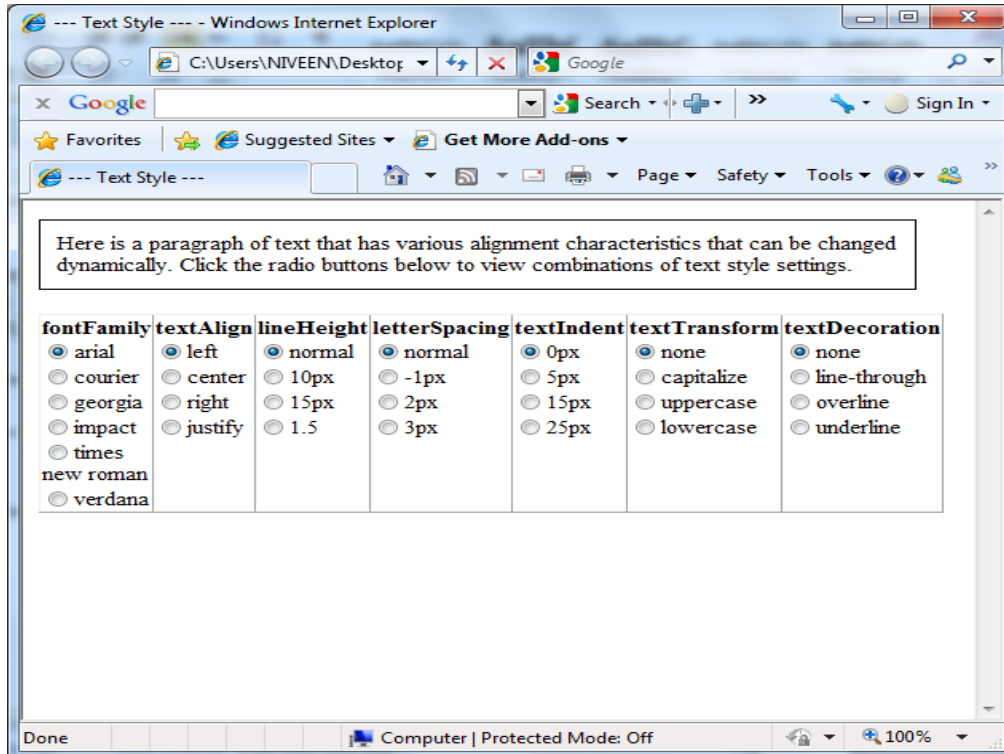 --- Text Style --- - Windows Internet Explorer
C:\Users\NIVEEN\Desktop
Google
x Google Search Sign In
Favorites Suggested Sites Get More Add-ons
--- Text Style --- Page Safety Tools
Here is a paragraph of text that has various alignment characteristics that can be changed
dynamically. Click the radio buttons below to view combinations of text style settings.
fontFamily textAlign lineHeight letterSpacing textIndent textTransform textDecoration
arial left normal normal 0px none none
courier center 10px -1px 5px capitalize line-through
georgia right 15px 2px 15px uppercase overline
impact justify 1.5 3px 25px lowercase underline
times
new roman
verdana
Done Computer | Protected Mode: Off 100%